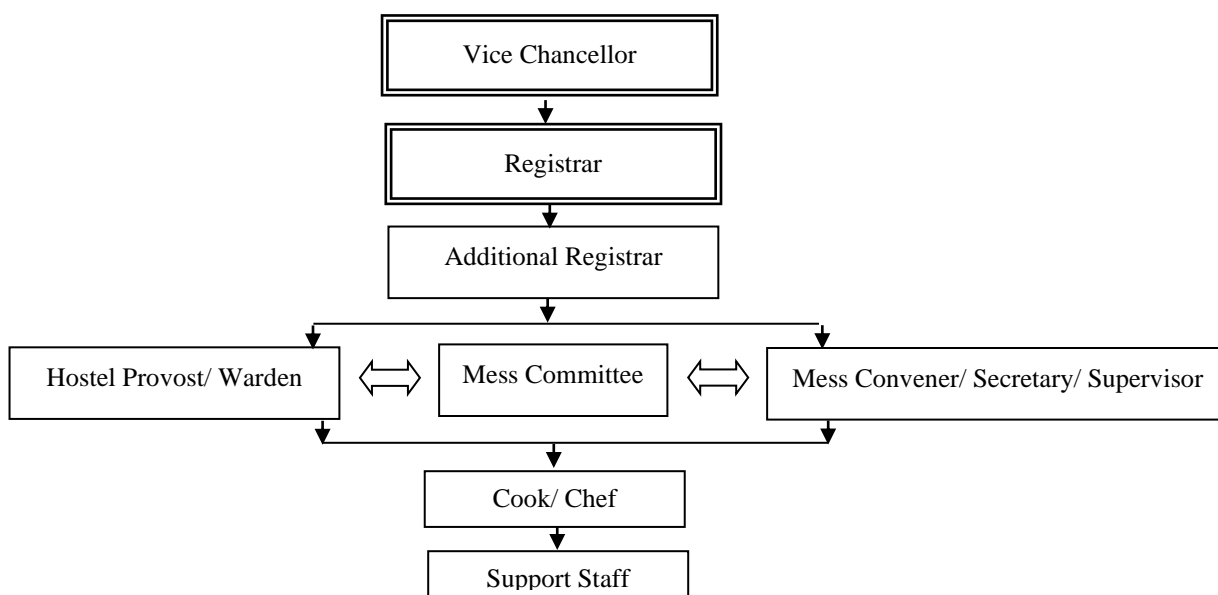 Vice Chancellor
Registrar
Additional Registrar
Hostel Provost/ Warden
Mess Committee
Mess Convener/ Secretary/ Supervisor
Cook/ Chef
Support Staff